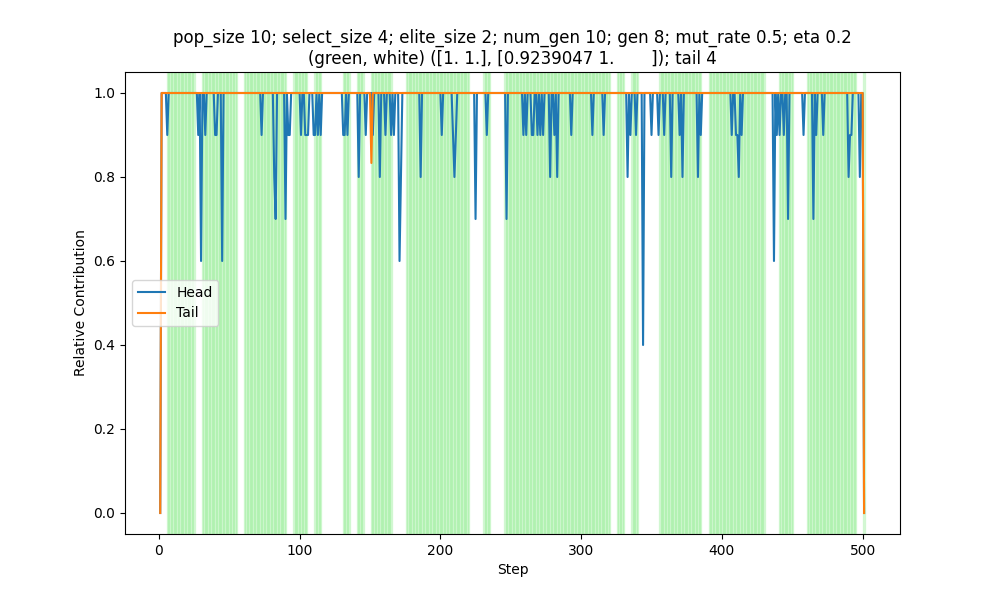 pop_size 10; select_size 4; elite_size 2; num_gen 10; gen 8; mut_rate 0.5; eta 0.2
(green, white) ([1. 1.], [0.9239047 1.        ]); tail 4
1.0
0.8
0.6
0.4
0.2
0.0
Relative Contribution
Head
Tail
0
100
200
300
400
500
Step